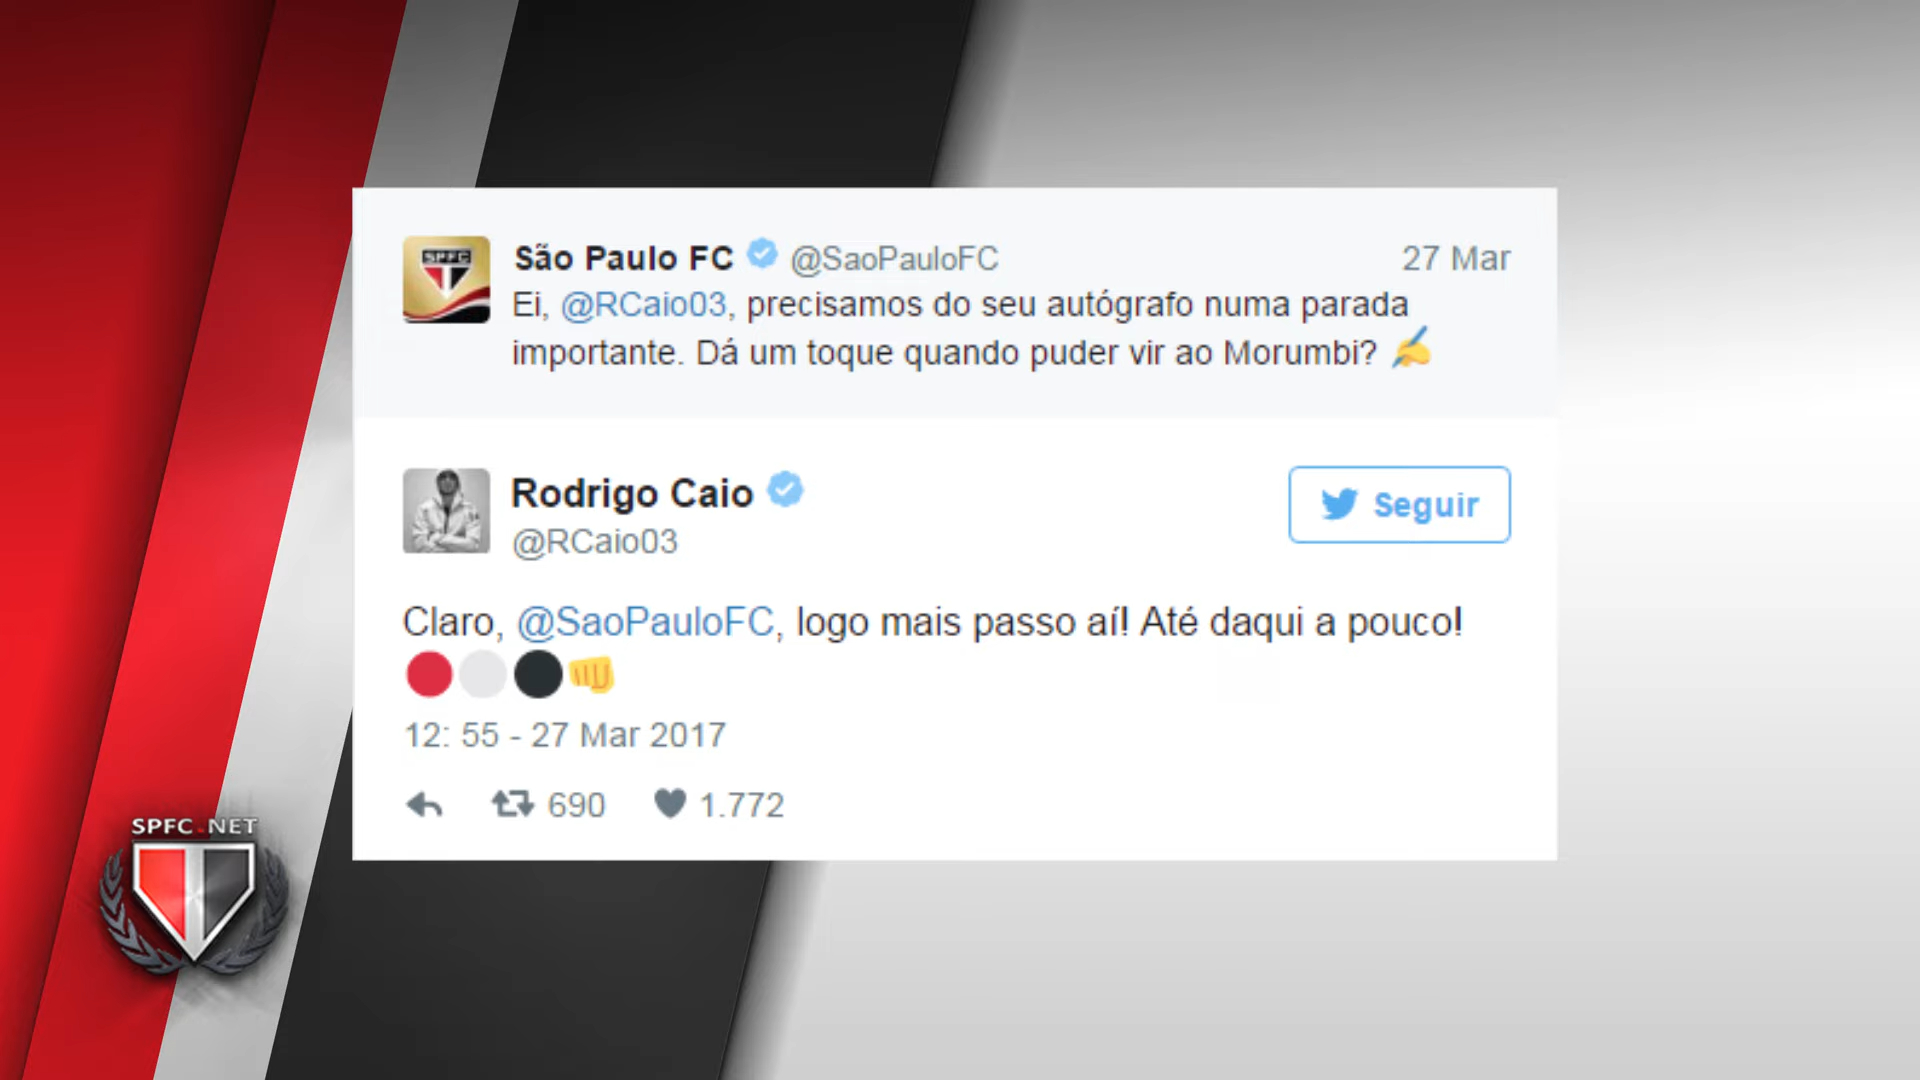 São Paulo FC @SaoPauloFC 27 Mar
Ei, @RCaio03, precisamos do seu autógrafo numa parada
importante. Dá um toque quando puder vir ao Morumbi? ✍
SPFC
Rodrigo Caio
@RCaio03
Seguir
Claro, @SaoPauloFC, logo mais passo aí! Até daqui a pouco!
🔴⚪⚫👊
12: 55 - 27 Mar 2017
690 1.772
SPFC.NET